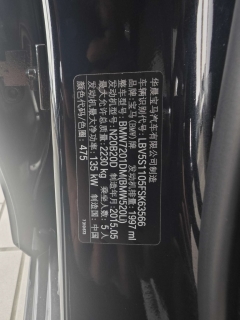 华晨宝马汽车有限公司制造
车辆识别代号: LBV5S1105FSK63566
品牌: 宝马(BMW)牌 发动机排量: 1997 ml
整车型号: BMW7201DM(BMW520Li)
发动机型号: N20B20D 制造年月: 2015.05
最大允许总质量: 2230 kg 乘坐人数: 5 人
发动机最大净功率: 135 kW 制造国: 中国
颜色代码/色圈: 475